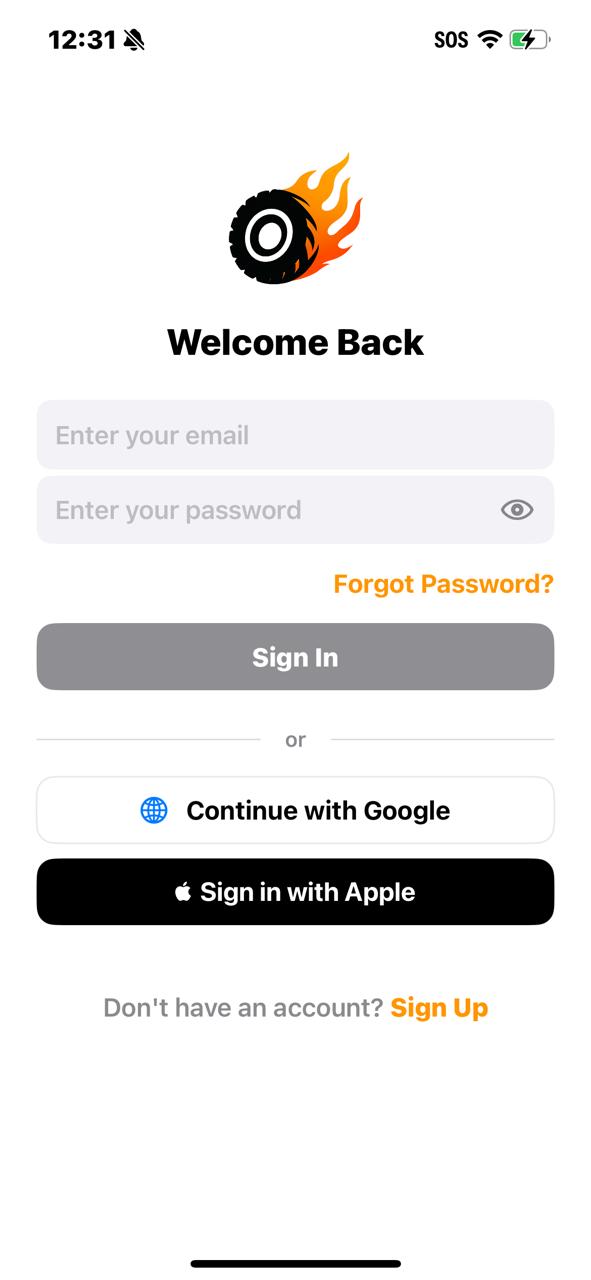 12:31
SOS
Welcome Back
Enter your email
Enter your password
Forgot Password?
Sign In
or
Continue with Google
Sign in with Apple
Don't have an account? Sign Up